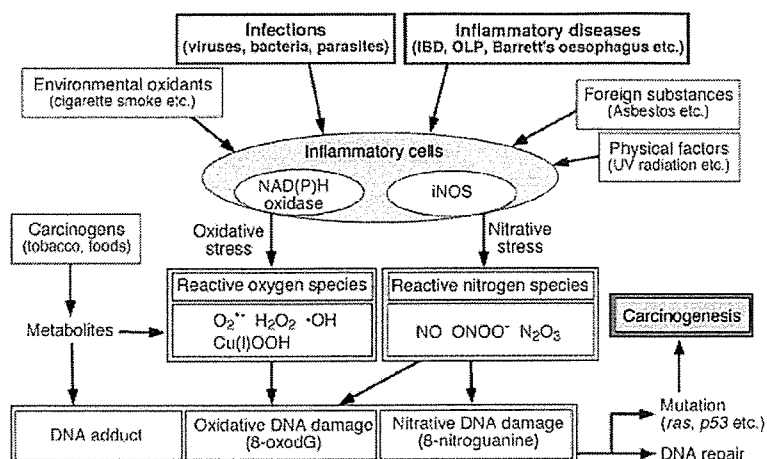 Infections
(viruses, bacteria, parasites)
Inflammatory diseases
(IBD, OLP, Barrett's oesophagus etc.)
Environmental oxidants
(cigarette smoke etc.)
Foreign substances
(Asbestos etc.)
Physical factors
(UV radiation etc.)
Inflammatory cells
NAD(P)H
oxidase
iNOS
Carcinogens
(tobacco, foods)
Oxidative
stress
Nitrative
stress
Reactive oxygen species
O₂•⁻ H₂O₂ •OH
Cu(I)OOH
Reactive nitrogen species
NO ONOO⁻ N₂O₃
Metabolites
Carcinogenesis
DNA adduct
Oxidative DNA damage
(8-oxodG)
Nitrative DNA damage
(8-nitroguanine)
Mutation
(ras, p53 etc.)
DNA repair